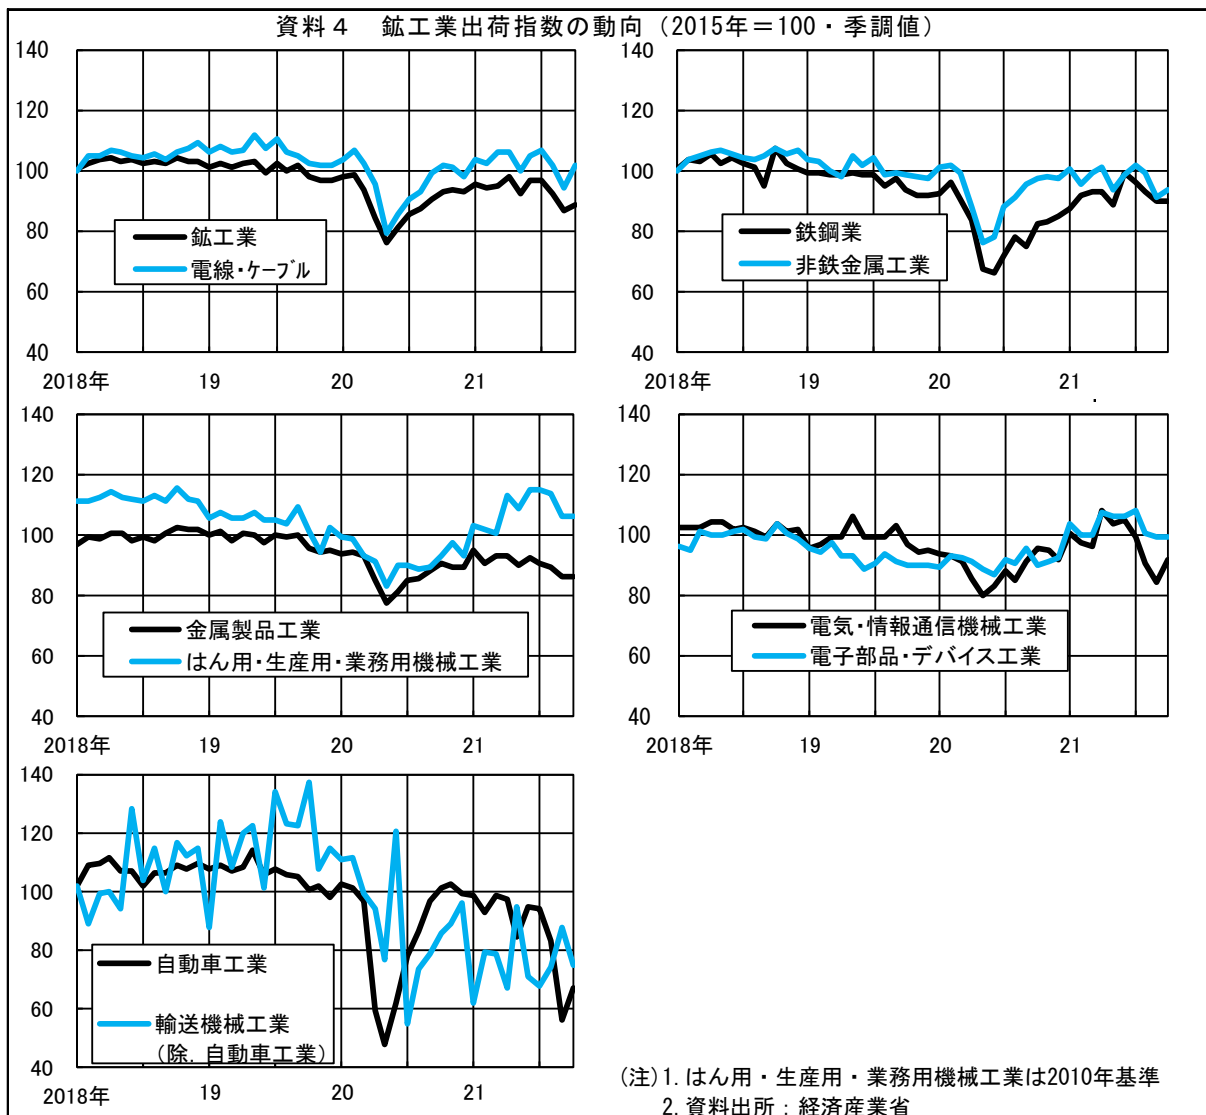 資料４　鉱工業出荷指数の動向（2015年＝100・季調値）
140
120
100
80
60
40
鉱工業
電線・ｹｰﾌﾞﾙ
2018年 19 20 21
140
120
100
80
60
40
鉄鋼業
非鉄金属工業
2018年 19 20 21
140
120
100
80
60
40
金属製品工業
はん用・生産用・業務用機械工業
2018年 19 20 21
140
120
100
80
60
40
電気・情報通信機械工業
電子部品・デバイス工業
2018年 19 20 21
140
120
100
80
60
40
自動車工業
輸送機械工業
（除．自動車工業）
2018年 19 20 21
(注)1. はん用・生産用・業務用機械工業は2010年基準
2. 資料出所：経済産業省